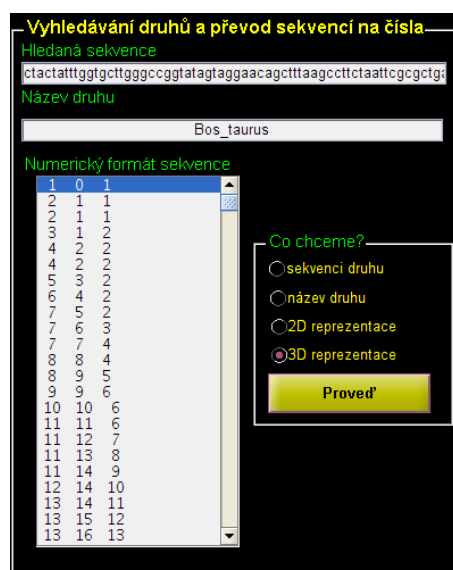 Vyhledávání druhů a převod sekvencí na čísla
Hledaná sekvence
ctactatttggtgcttgggccggtatagtaggaacagctttaagccttctaattcgcgctga
Název druhu
Bos_taurus
Numerický formát sekvence
1 0 1
2 1 1
2 1 1
3 1 2
4 2 2
4 2 2
5 3 2
6 4 2
7 5 2
7 6 3
7 7 4
8 8 4
8 9 5
9 9 6
10 10 6
11 11 6
11 12 7
11 13 8
11 14 9
12 14 10
13 14 11
13 15 12
13 16 13
Co chceme?
sekvenci druhu
název druhu
2D reprezentace
3D reprezentace
Proveď